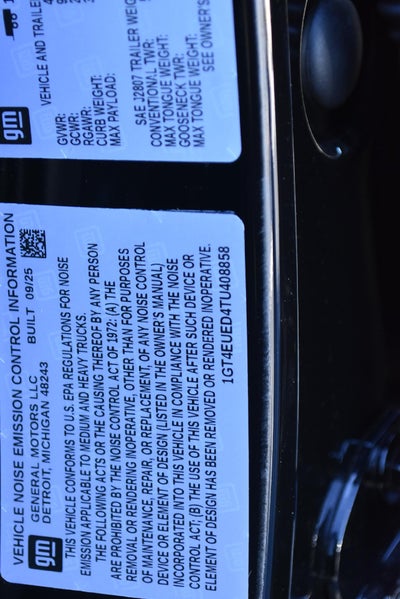 VEHICLE NOISE EMISSION CONTROL INFORMATION
GENERAL MOTORS LLC BUILT 09/25
DETROIT, MICHIGAN 48243
gm
THIS VEHICLE CONFORMS TO U.S. EPA REGULATIONS FOR NOISE
EMISSION APPLICABLE TO MEDIUM AND HEAVY TRUCKS.
THE FOLLOWING ACTS OR THE CAUSING THEREOF BY ANY PERSON
ARE PROHIBITED BY THE NOISE CONTROL ACT OF 1972: (A) THE
REMOVAL OR RENDERING INOPERATIVE, OTHER THAN FOR PURPOSES
OF MAINTENANCE, REPAIR, OR REPLACEMENT, OF ANY NOISE CONTROL
DEVICE OR ELEMENT OF DESIGN (LISTED IN THE OWNER'S MANUAL)
INCORPORATED INTO THIS VEHICLE IN COMPLIANCE WITH THE NOISE
CONTROL ACT; (B) THE USE OF THIS VEHICLE AFTER SUCH DEVICE OR
ELEMENT OF DESIGN HAS BEEN REMOVED OR RENDERED INOPERATIVE.
1GT4EUED4TU408858
gm
VEHICLE AND TRAILER
GVWR:
GCWR:
RGAWR:
CURB WEIGHT:
MAX PAYLOAD:
SAE J2807 TRAILER
CONVENTIONAL TWR:
MAX TONGUE WEIGHT:
GOOSENECK TWR:
MAX TONGUE WEIGHT:
SEE OWNER'S